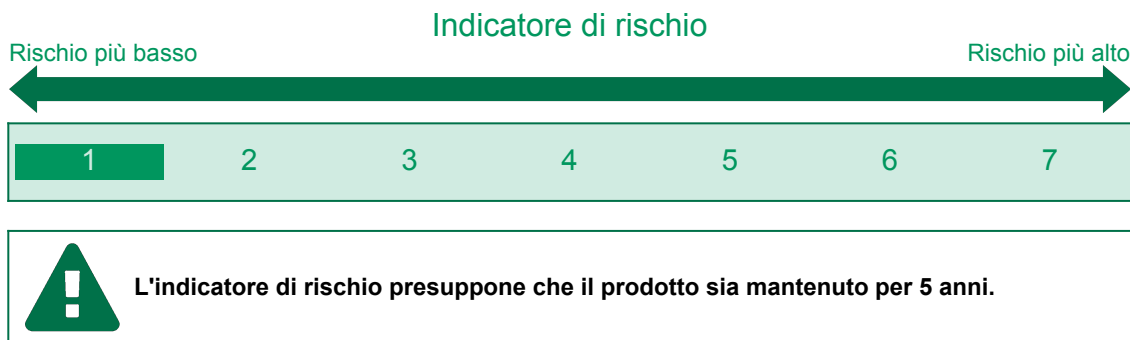 Indicatore di rischio
Rischio più basso Rischio più alto
1 2 3 4 5 6 7
L'indicatore di rischio presuppone che il prodotto sia mantenuto per 5 anni.